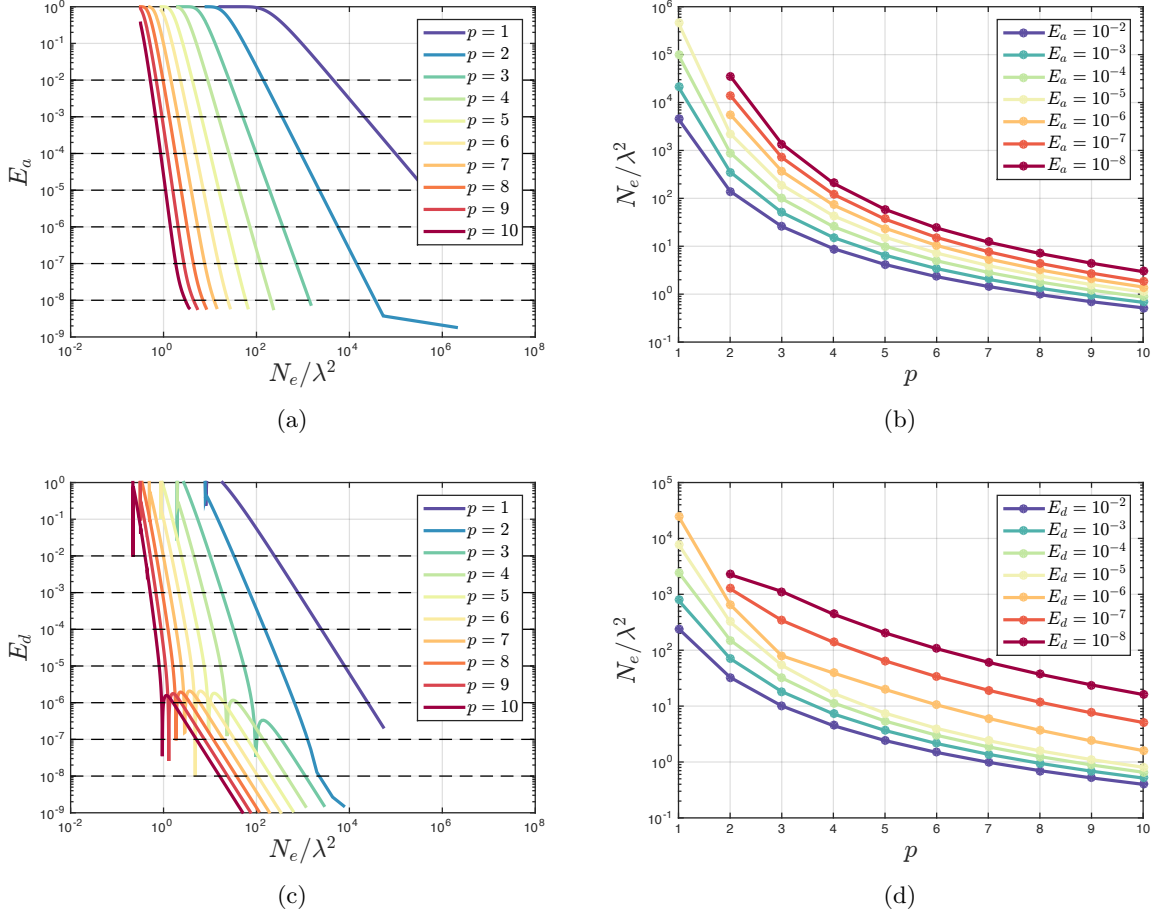 10^0
10^-1
10^-2
10^-3
10^-4
10^-5
10^-6
10^-7
10^-8
10^-9
E_a
10^-2
10^0
10^2
10^4
10^6
10^8
N_e/λ^2
p = 1
p = 2
p = 3
p = 4
p = 5
p = 6
p = 7
p = 8
p = 9
p = 10
(a)
10^6
10^5
10^4
10^3
10^2
10^1
10^0
10^-1
N_e/λ^2
1 2 3 4 5 6 7 8 9 10
p
E_a = 10^-2
E_a = 10^-3
E_a = 10^-4
E_a = 10^-5
E_a = 10^-6
E_a = 10^-7
E_a = 10^-8
(b)
10^0
10^-1
10^-2
10^-3
10^-4
10^-5
10^-6
10^-7
10^-8
10^-9
E_d
10^-2
10^0
10^2
10^4
10^6
10^8
N_e/λ^2
p = 1
p = 2
p = 3
p = 4
p = 5
p = 6
p = 7
p = 8
p = 9
p = 10
(c)
10^5
10^4
10^3
10^2
10^1
10^0
10^-1
N_e/λ^2
1 2 3 4 5 6 7 8 9 10
p
E_d = 10^-2
E_d = 10^-3
E_d = 10^-4
E_d = 10^-5
E_d = 10^-6
E_d = 10^-7
E_d = 10^-8
(d)